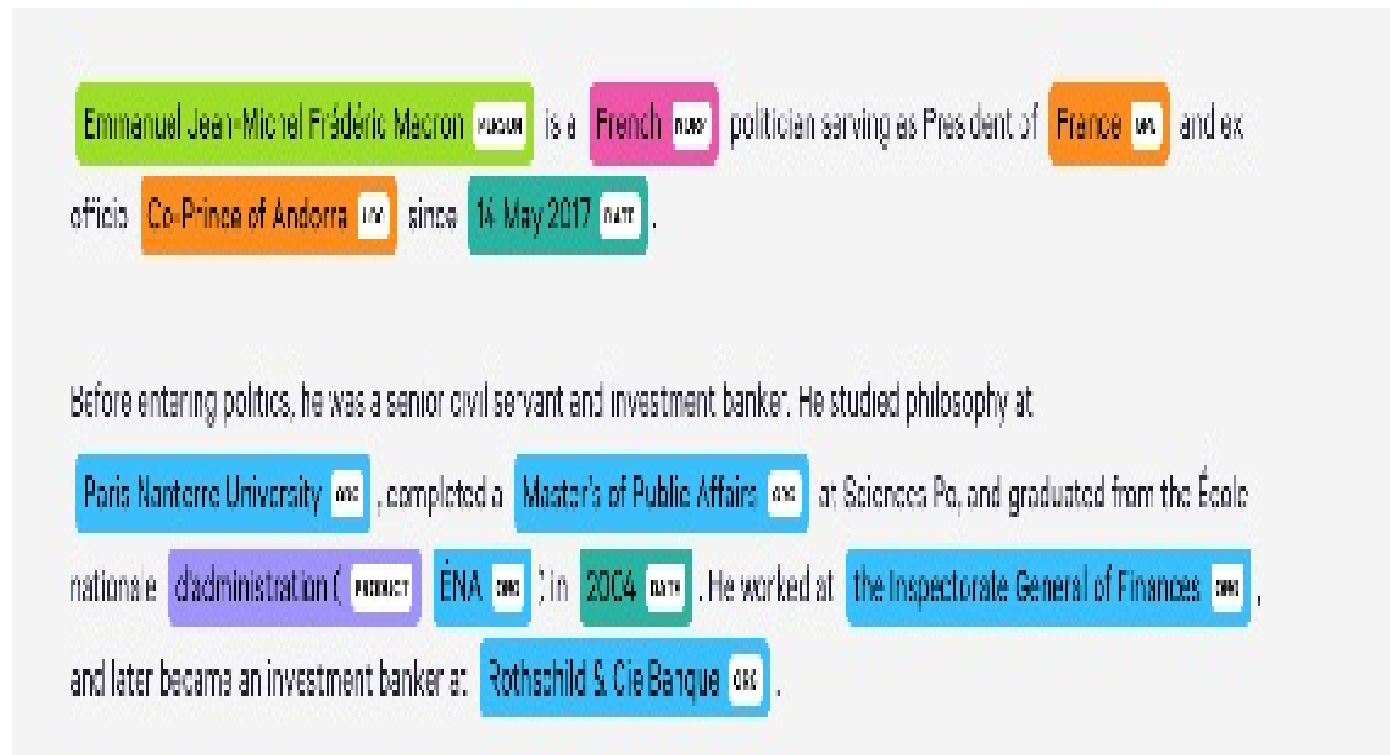 Emmanuel Jean-Michel Frédéric Macron PERSON is a French NORP politician serving as President of France GPE and ex
officio Co-Prince of Andorra LOC since 14 May 2017 DATE .
Before entering politics, he was a senior civil servant and investment banker. He studied philosophy at
Paris Nanterre University ORG , completed a Master's of Public Affairs ORG at Sciences Po, and graduated from the École
nationale d'administration ( PRODUCT ÉNA ORG ) in 2004 DATE . He worked at the Inspectorate General of Finances ORG ,
and later became an investment banker at Rothschild & Cie Banque ORG .